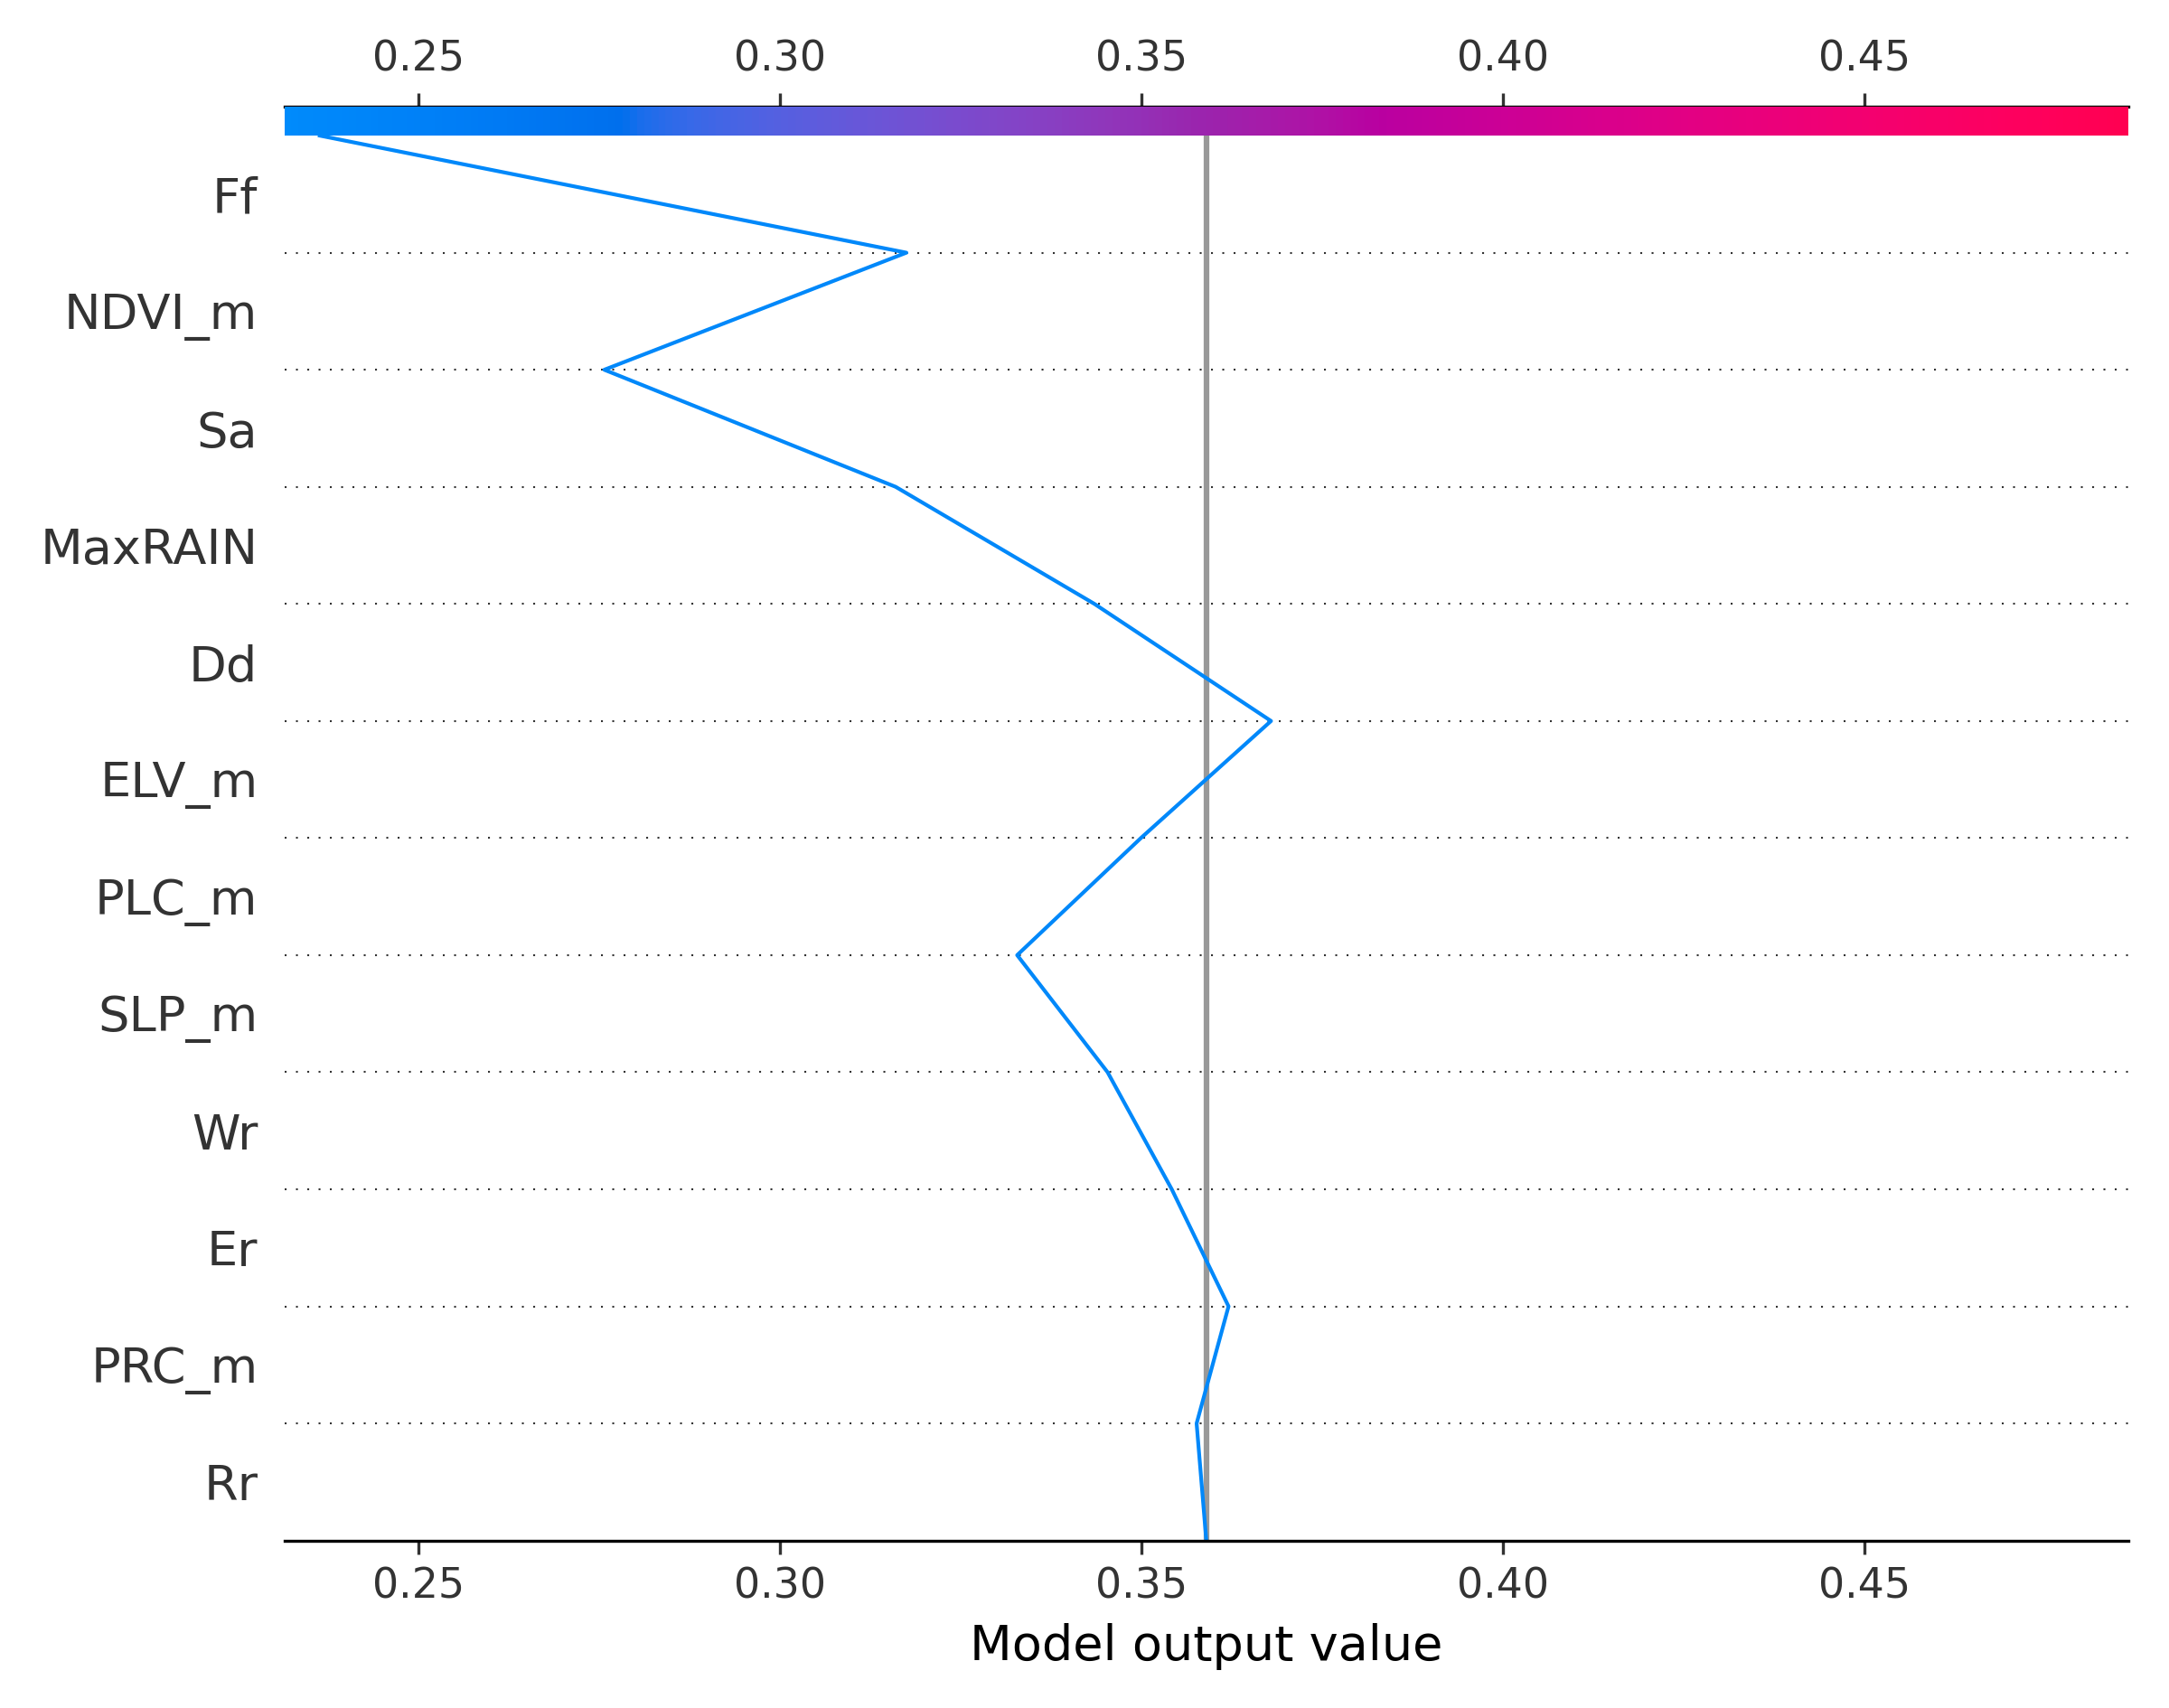 0.25 0.30 0.35 0.40 0.45
Ff
NDVI_m
Sa
MaxRAIN
Dd
ELV_m
PLC_m
SLP_m
Wr
Er
PRC_m
Rr
0.25 0.30 0.35 0.40 0.45
Model output value